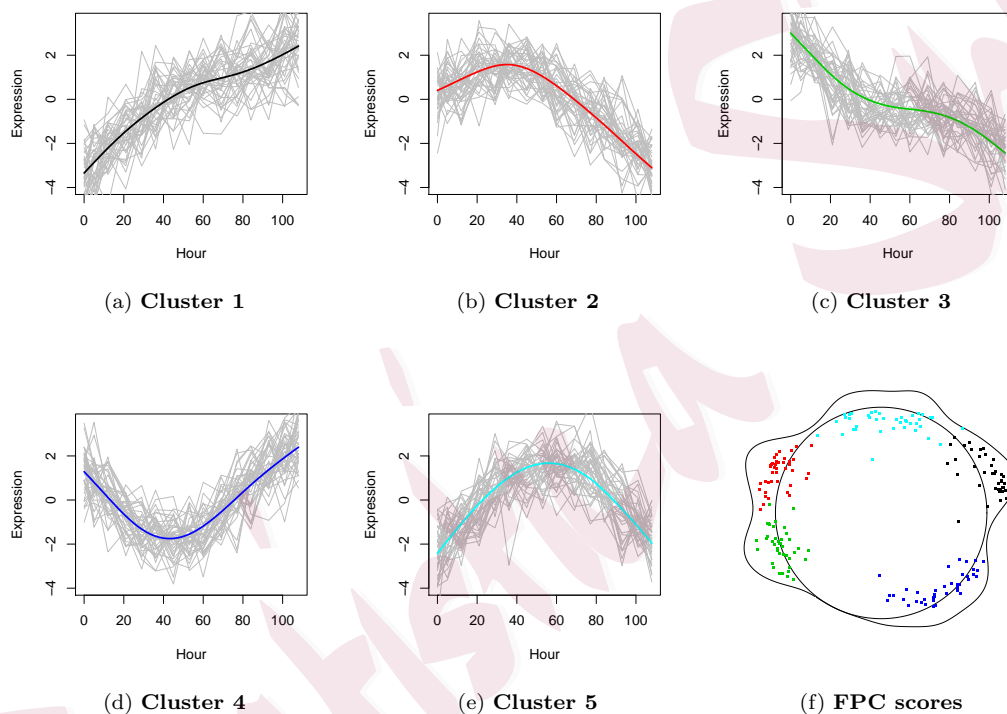 Expression
−4 −2 0 2
0 20 40 60 80 100
Hour
(a) Cluster 1
Expression
−4 −2 0 2
0 20 40 60 80 100
Hour
(b) Cluster 2
Expression
−4 −2 0 2
0 20 40 60 80 100
Hour
(c) Cluster 3
Expression
−4 −2 0 2
0 20 40 60 80 100
Hour
(d) Cluster 4
Expression
−4 −2 0 2
0 20 40 60 80 100
Hour
(e) Cluster 5
(f) FPC scores